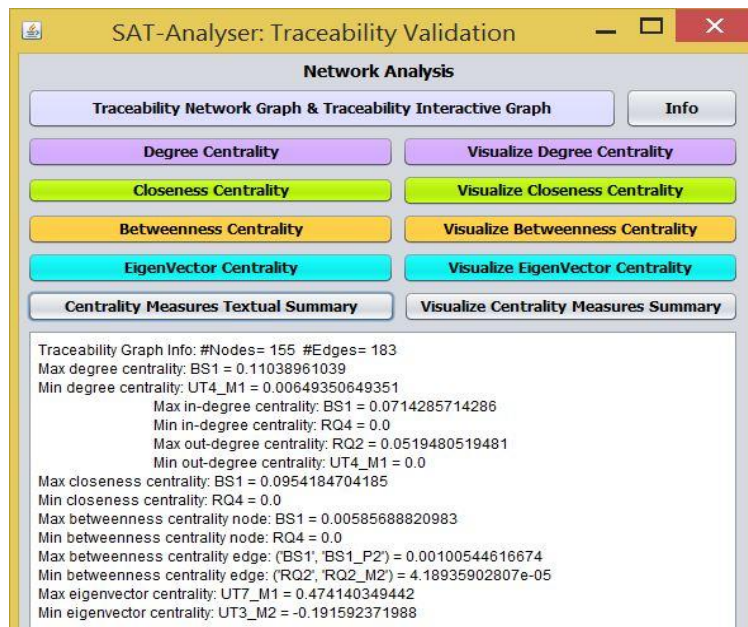 SAT-Analyser: Traceability Validation
Network Analysis
Traceability Network Graph & Traceability Interactive Graph
Info
Degree Centrality
Visualize Degree Centrality
Closeness Centrality
Visualize Closeness Centrality
Betweenness Centrality
Visualize Betweenness Centrality
EigenVector Centrality
Visualize EigenVector Centrality
Centrality Measures Textual Summary
Visualize Centrality Measures Summary
Traceability Graph Info: #Nodes= 155 #Edges= 183
Max degree centrality: BS1 = 0.11038961039
Min degree centrality: UT4_M1 = 0.00649350649351
Max in-degree centrality: BS1 = 0.0714285714286
Min in-degree centrality: RQ4 = 0.0
Max out-degree centrality: RQ2 = 0.0519480519481
Min out-degree centrality: UT4_M1 = 0.0
Max closeness centrality: BS1 = 0.0954184704185
Min closeness centrality: RQ4 = 0.0
Max betweenness centrality node: BS1 = 0.00585688820983
Min betweenness centrality node: RQ4 = 0.0
Max betweenness centrality edge: ('BS1', 'BS1_P2') = 0.00100544616674
Min betweenness centrality edge: ('RQ2', 'RQ2_M2') = 4.18935902807e-05
Max eigenvector centrality: UT7_M1 = 0.474140349442
Min eigenvector centrality: UT3_M2 = -0.191592371988